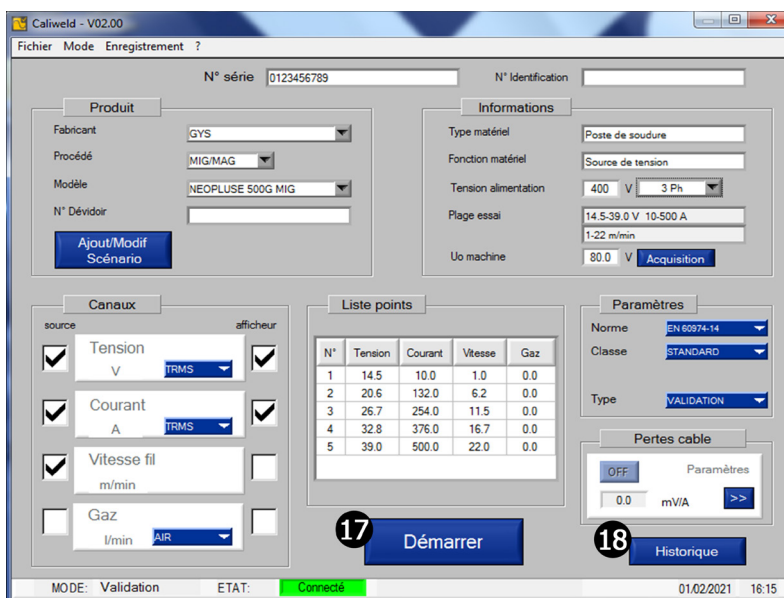 Caliweld - V02.00
Fichier Mode Enregistrement ?
N° série 0123456789 N° Identification
Produit
Fabricant GYS
Procédé MIG/MAG
Modèle NEOPLUSE 500G MIG
N° Dévidoir
Ajout/Modif
Scénario
Informations
Type matériel Poste de soudure
Fonction matériel Source de tension
Tension alimentation 400 V 3 Ph
Plage essai 14.5-39.0 V 10-500 A
1-22 m/min
Uo machine 80.0 V Acquisition
Canaux
source afficheur
Tension
V TRMS
Courant
A TRMS
Vitesse fil
m/min
Gaz
l/min AIR
Liste points
N° Tension Courant Vitesse Gaz
1 14.5 10.0 1.0 0.0
2 20.6 132.0 6.2 0.0
3 26.7 254.0 11.5 0.0
4 32.8 376.0 16.7 0.0
5 39.0 500.0 22.0 0.0
17 Démarrer
Paramètres
Norme EN 60974-14
Classe STANDARD
Type VALIDATION
Pertes cable
OFF Paramètres
0.0 mV/A >>
18 Historique
MODE: Validation ETAT: Connecté 01/02/2021 16:15